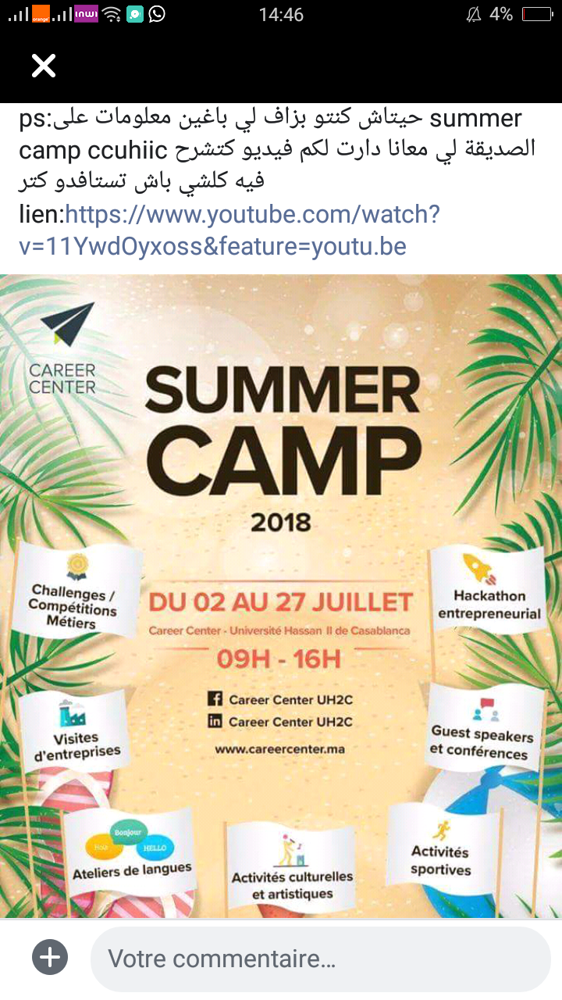 orange
inwi
14:46
4%
ps:حيتاش كنتو بزاف لي باغين معلومات على summer
camp ccuhiic الصديقة لي معانا دارت لكم فيديو كتشرح
فيه كلشي باش تستافدو كتر
lien:https://www.youtube.com/watch?
v=11YwdOyxoss&feature=youtu.be
CAREER
CENTER
SUMMER
CAMP
2018
Challenges /
Compétitions
Métiers
DU 02 AU 27 JUILLET
Career Center - Université Hassan II de Casablanca
09H - 16H
Hackathon
entrepreneurial
Career Center UH2C
Career Center UH2C
www.careercenter.ma
Visites
d'entreprises
Guest speakers
et conférences
Bonjour
Hola
HELLO
Ateliers de langues
Activités culturelles
et artistiques
Activités
sportives
Votre commentaire...